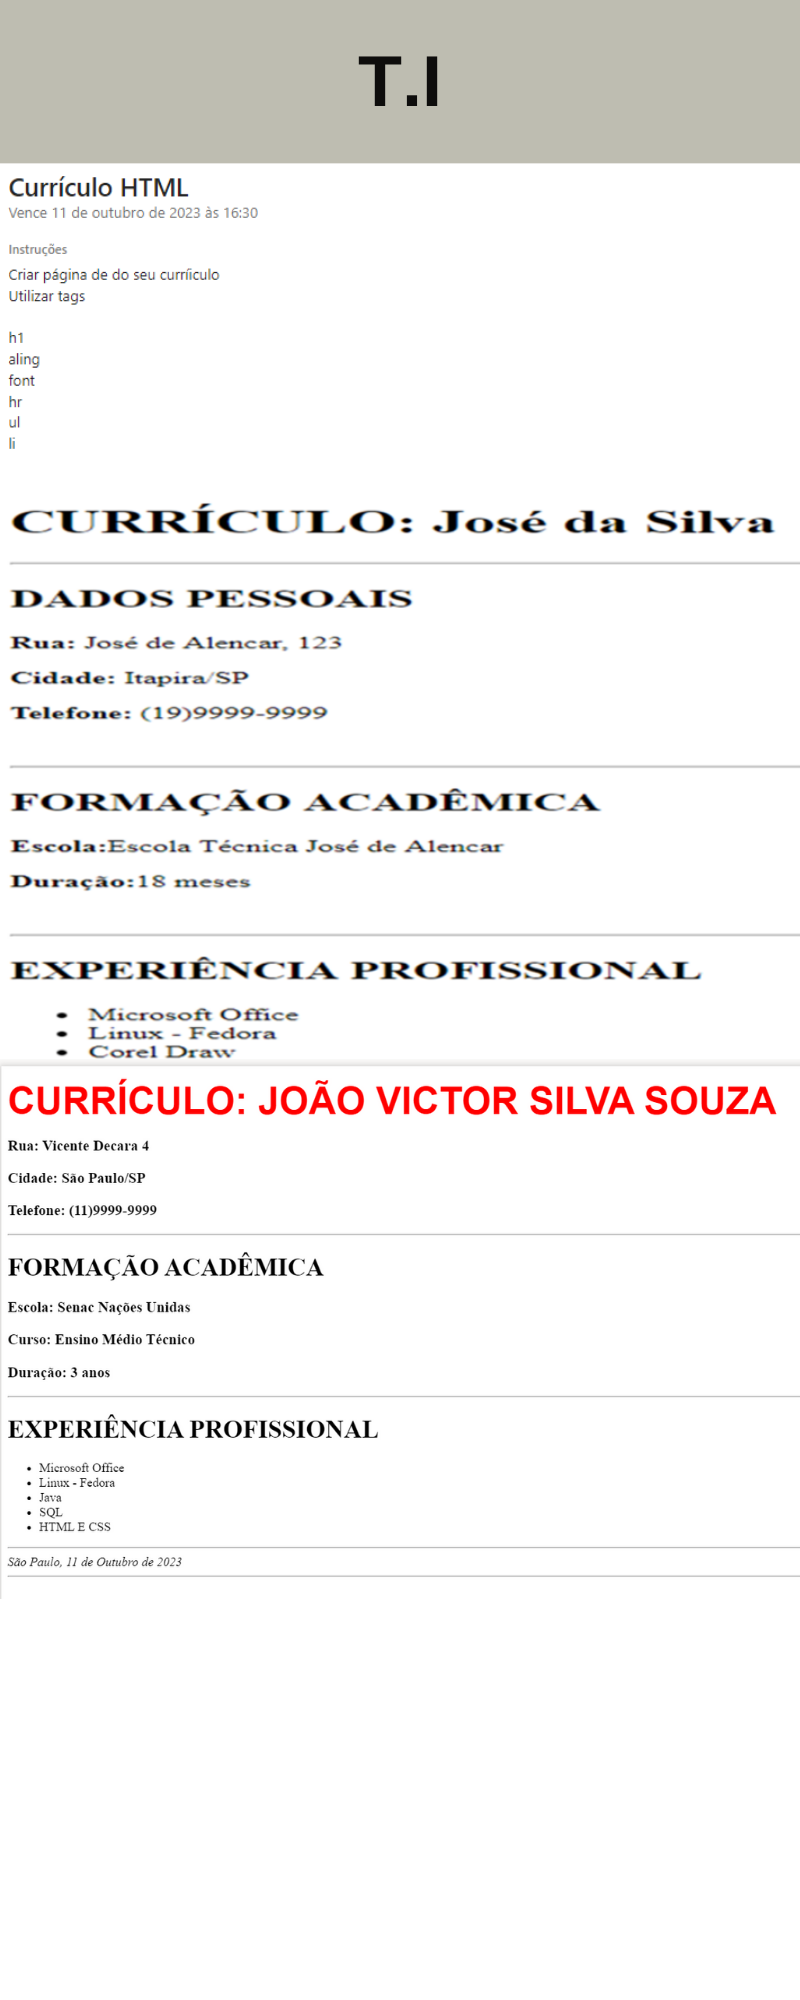 T.I
Currículo HTML
Vence 11 de outubro de 2023 às 16:30
Instruções
Criar página de do seu curriículo
Utilizar tags
h1
aling
font
hr
ul
li
CURRÍCULO: José da Silva
DADOS PESSOAIS
Rua: José de Alencar, 123
Cidade: Itapira/SP
Telefone: (19)9999-9999
FORMAÇÃO ACADÊMICA
Escola:Escola Técnica José de Alencar
Duração:18 meses
EXPERIÊNCIA PROFISSIONAL
• Microsoft Office
• Linux - Fedora
• Corel Draw
CURRÍCULO: JOÃO VICTOR SILVA SOUZA
Rua: Vicente Decara 4
Cidade: São Paulo/SP
Telefone: (11)9999-9999
FORMAÇÃO ACADÊMICA
Escola: Senac Nações Unidas
Curso: Ensino Médio Técnico
Duração: 3 anos
EXPERIÊNCIA PROFISSIONAL
• Microsoft Office
• Linux - Fedora
• Java
• SQL
• HTML E CSS
São Paulo, 11 de Outubro de 2023